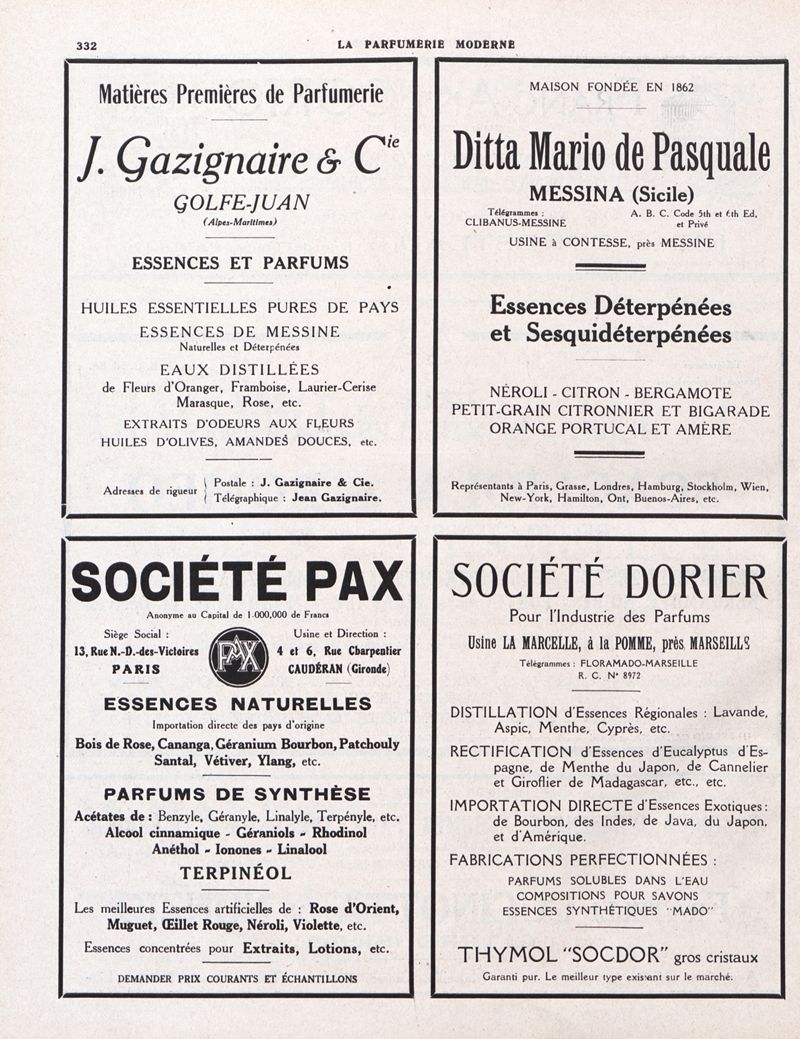 332
LA PARFUMERIE MODERNE
Matières Premières de Parfumerie
J. Gazignaire & Cie
GOLFE-JUAN
(Alpes-Maritimes)
ESSENCES ET PARFUMS
HUILES ESSENTIELLES PURES DE PAYS
ESSENCES DE MESSINE
Naturelles et Déterpénées
EAUX DISTILLÉES
de Fleurs d'Oranger, Framboise, Laurier-Cerise
Marasque, Rose, etc.
EXTRAITS D'ODEURS AUX FLEURS
HUILES D'OLIVES, AMANDES DOUCES, etc.
Adresses de rigueur
Postale : J. Gazignaire & Cie.
Télégraphique : Jean Gazignaire.
MAISON FONDÉE EN 1862
Ditta Mario de Pasquale
MESSINA (Sicile)
Télégrammes :
CLIBANUS-MESSINE
A. B. C. Code 5th et 6th Ed,
et Privé
USINE à CONTESSE, près MESSINE
Essences Déterpénées
et Sesquidéterpénées
NÉROLI - CITRON - BERGAMOTE
PETIT-GRAIN CITRONNIER ET BIGARADE
ORANGE PORTUCAL ET AMÈRE
Représentants à Paris, Grasse, Londres, Hamburg, Stockholm, Wien,
New-York, Hamilton, Ont, Buenos-Aires, etc.
SOCIÉTÉ PAX
Anonyme au Capital de 1.000,000 de Francs
Siège Social :
13, Rue N.-D.-des-Victoires
PARIS
PAX
Usine et Direction :
4 et 6, Rue Charpentier
CAUDÉRAN (Gironde)
ESSENCES NATURELLES
Importation directe des pays d'origine
Bois de Rose, Cananga, Géranium Bourbon, Patchouly
Santal, Vétiver, Ylang, etc.
PARFUMS DE SYNTHÈSE
Acétates de : Benzyle, Géranyle, Linalyle, Terpényle, etc.
Alcool cinnamique - Géraniols - Rhodinol
Anéthol - Ionones - Linalool
TERPINÉOL
Les meilleures Essences artificielles de : Rose d'Orient,
Muguet, Œillet Rouge, Néroli, Violette, etc.
Essences concentrées pour Extraits, Lotions, etc.
DEMANDER PRIX COURANTS ET ÉCHANTILLONS
SOCIÉTÉ DORIER
Pour l'Industrie des Parfums
Usine LA MARCELLE, à la POMME, près MARSEILLE
Télégrammes : FLORAMADO-MARSEILLE
R. C. N° 8972
DISTILLATION d'Essences Régionales : Lavande,
Aspic, Menthe, Cyprès, etc.
RECTIFICATION d'Essences d'Eucalyptus d'Es-
pagne, de Menthe du Japon, de Cannelier
et Giroflier de Madagascar, etc., etc.
IMPORTATION DIRECTE d'Essences Exotiques :
de Bourbon, des Indes, de Java, du Japon,
et d'Amérique.
FABRICATIONS PERFECTIONNÉES :
PARFUMS SOLUBLES DANS L'EAU
COMPOSITIONS POUR SAVONS
ESSENCES SYNTHÉTIQUES "MADO"
THYMOL "SOCDOR" gros cristaux
Garanti pur. Le meilleur type existant sur le marché.